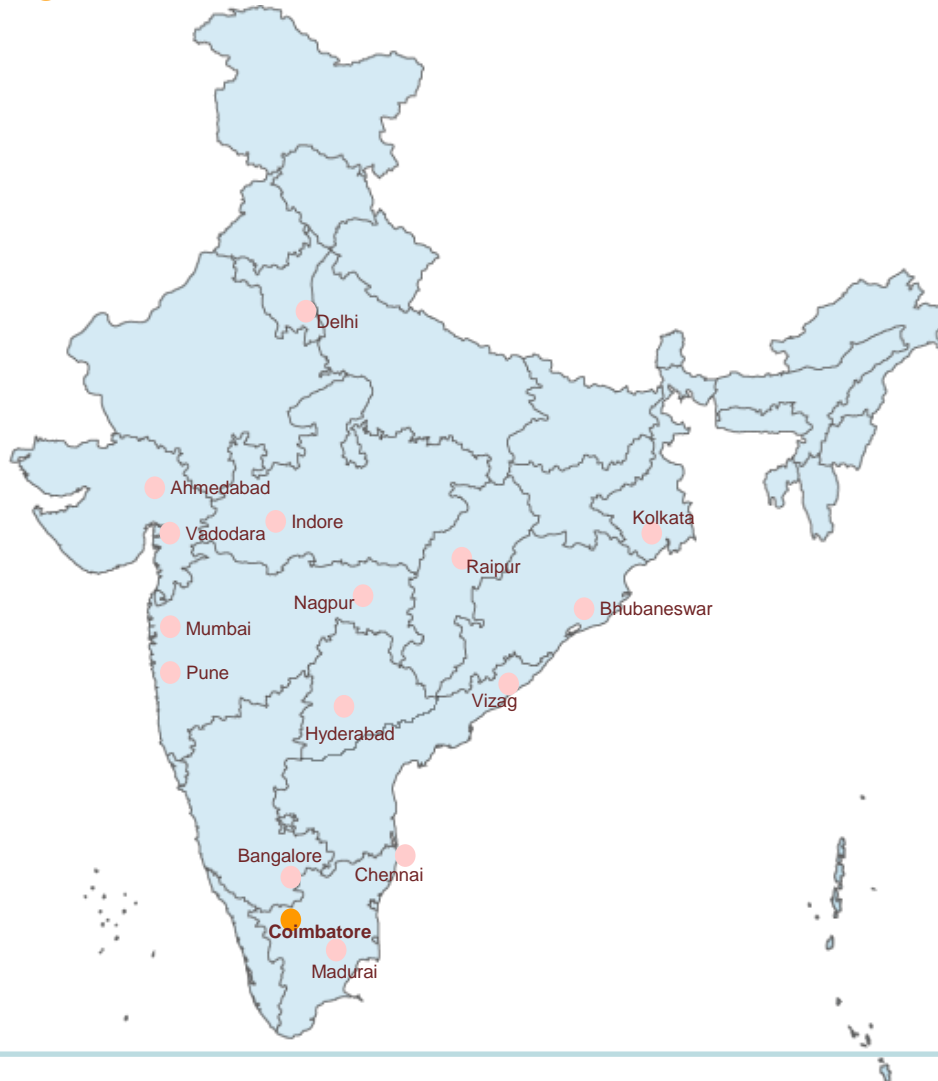 Delhi
Ahmedabad
Indore
Kolkata
Vadodara
Raipur
Nagpur
Bhubaneswar
Mumbai
Pune
Vizag
Hyderabad
Bangalore
Chennai
Coimbatore
Madurai